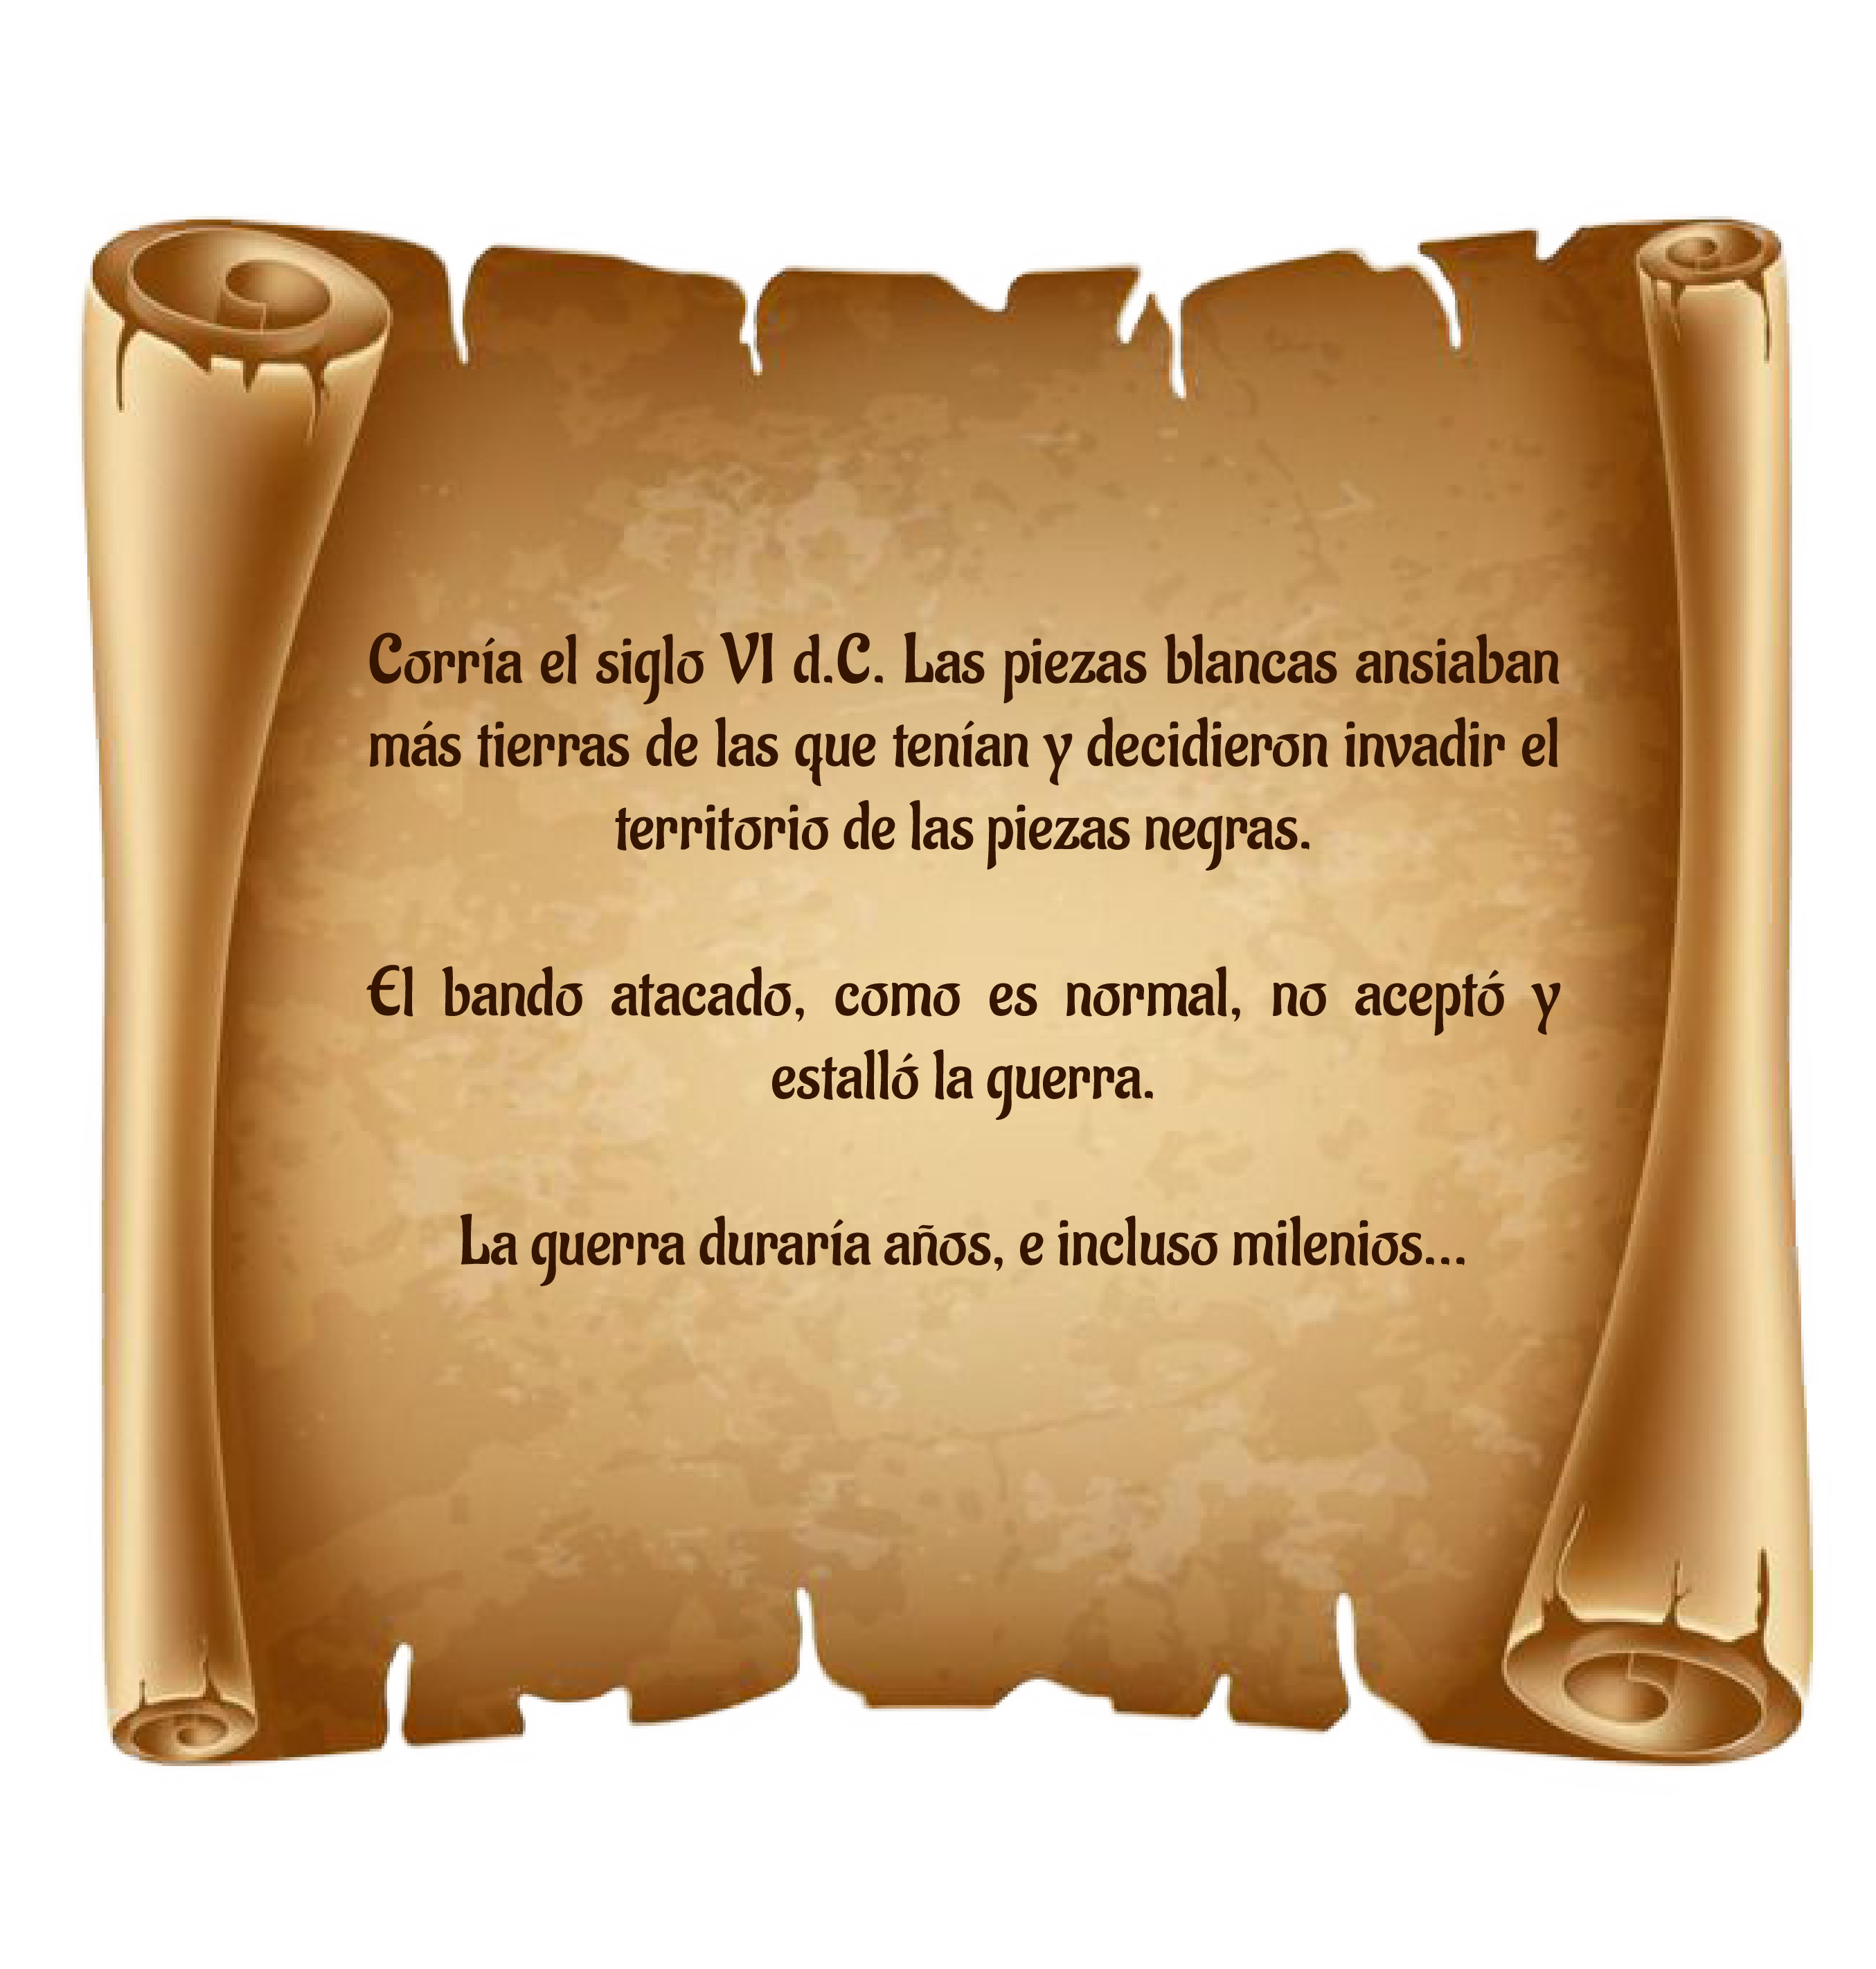 Corría el siglo VI d.C. Las piezas blancas ansiaban
más tierras de las que tenían y decidieron invadir el
territorio de las piezas negras.
El bando atacado, como es normal, no aceptó y
estalló la guerra.
La guerra duraría años, e incluso milenios...